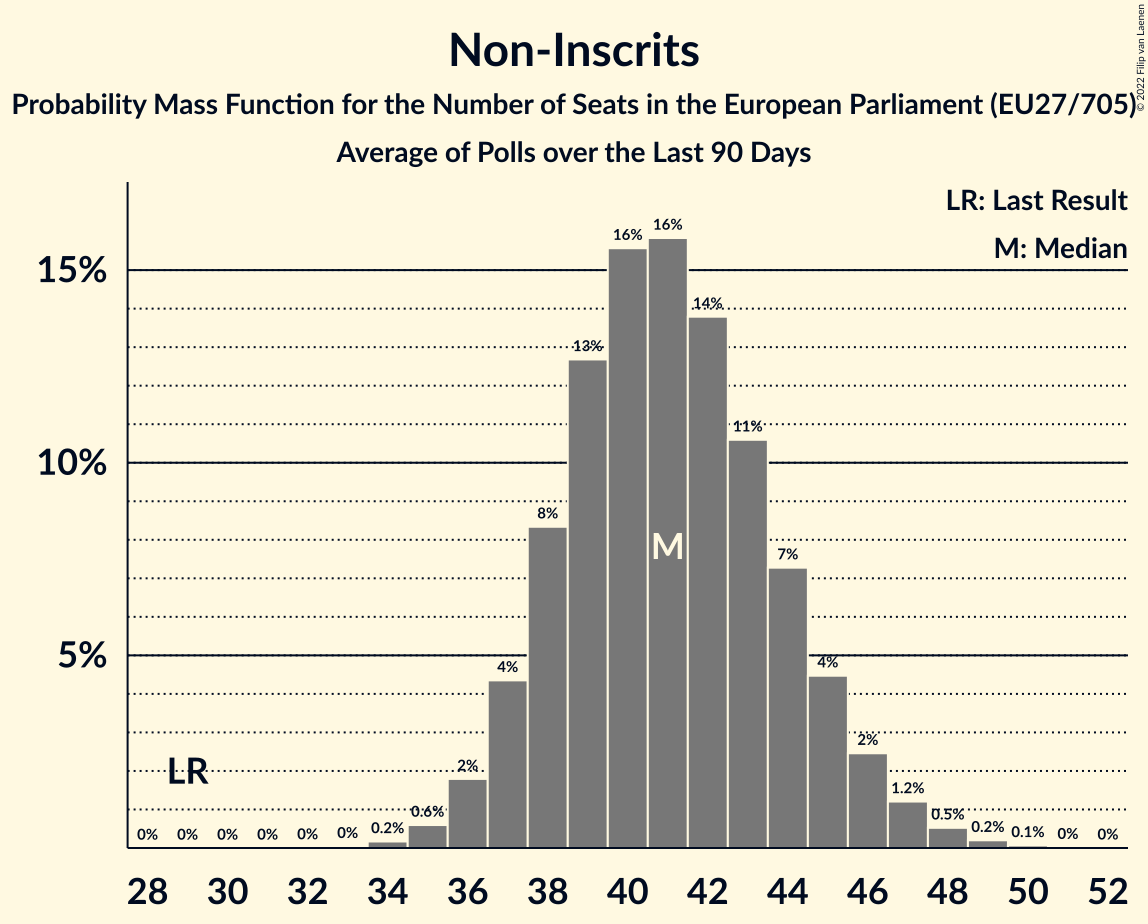 Non-Inscrits
Probability Mass Function for the Number of Seats in the European Parliament (EU27/705)
Average of Polls over the Last 90 Days
© 2022 Filip van Laenen
LR: Last Result
M: Median
15%
10%
5%
LR
M
0% 0% 0% 0% 0% 0% 0.2% 0.6% 2% 4% 8% 13% 16% 16% 14% 11% 7% 4% 2% 1.2% 0.5% 0.2% 0.1% 0% 0%
28 30 32 34 36 38 40 42 44 46 48 50 52